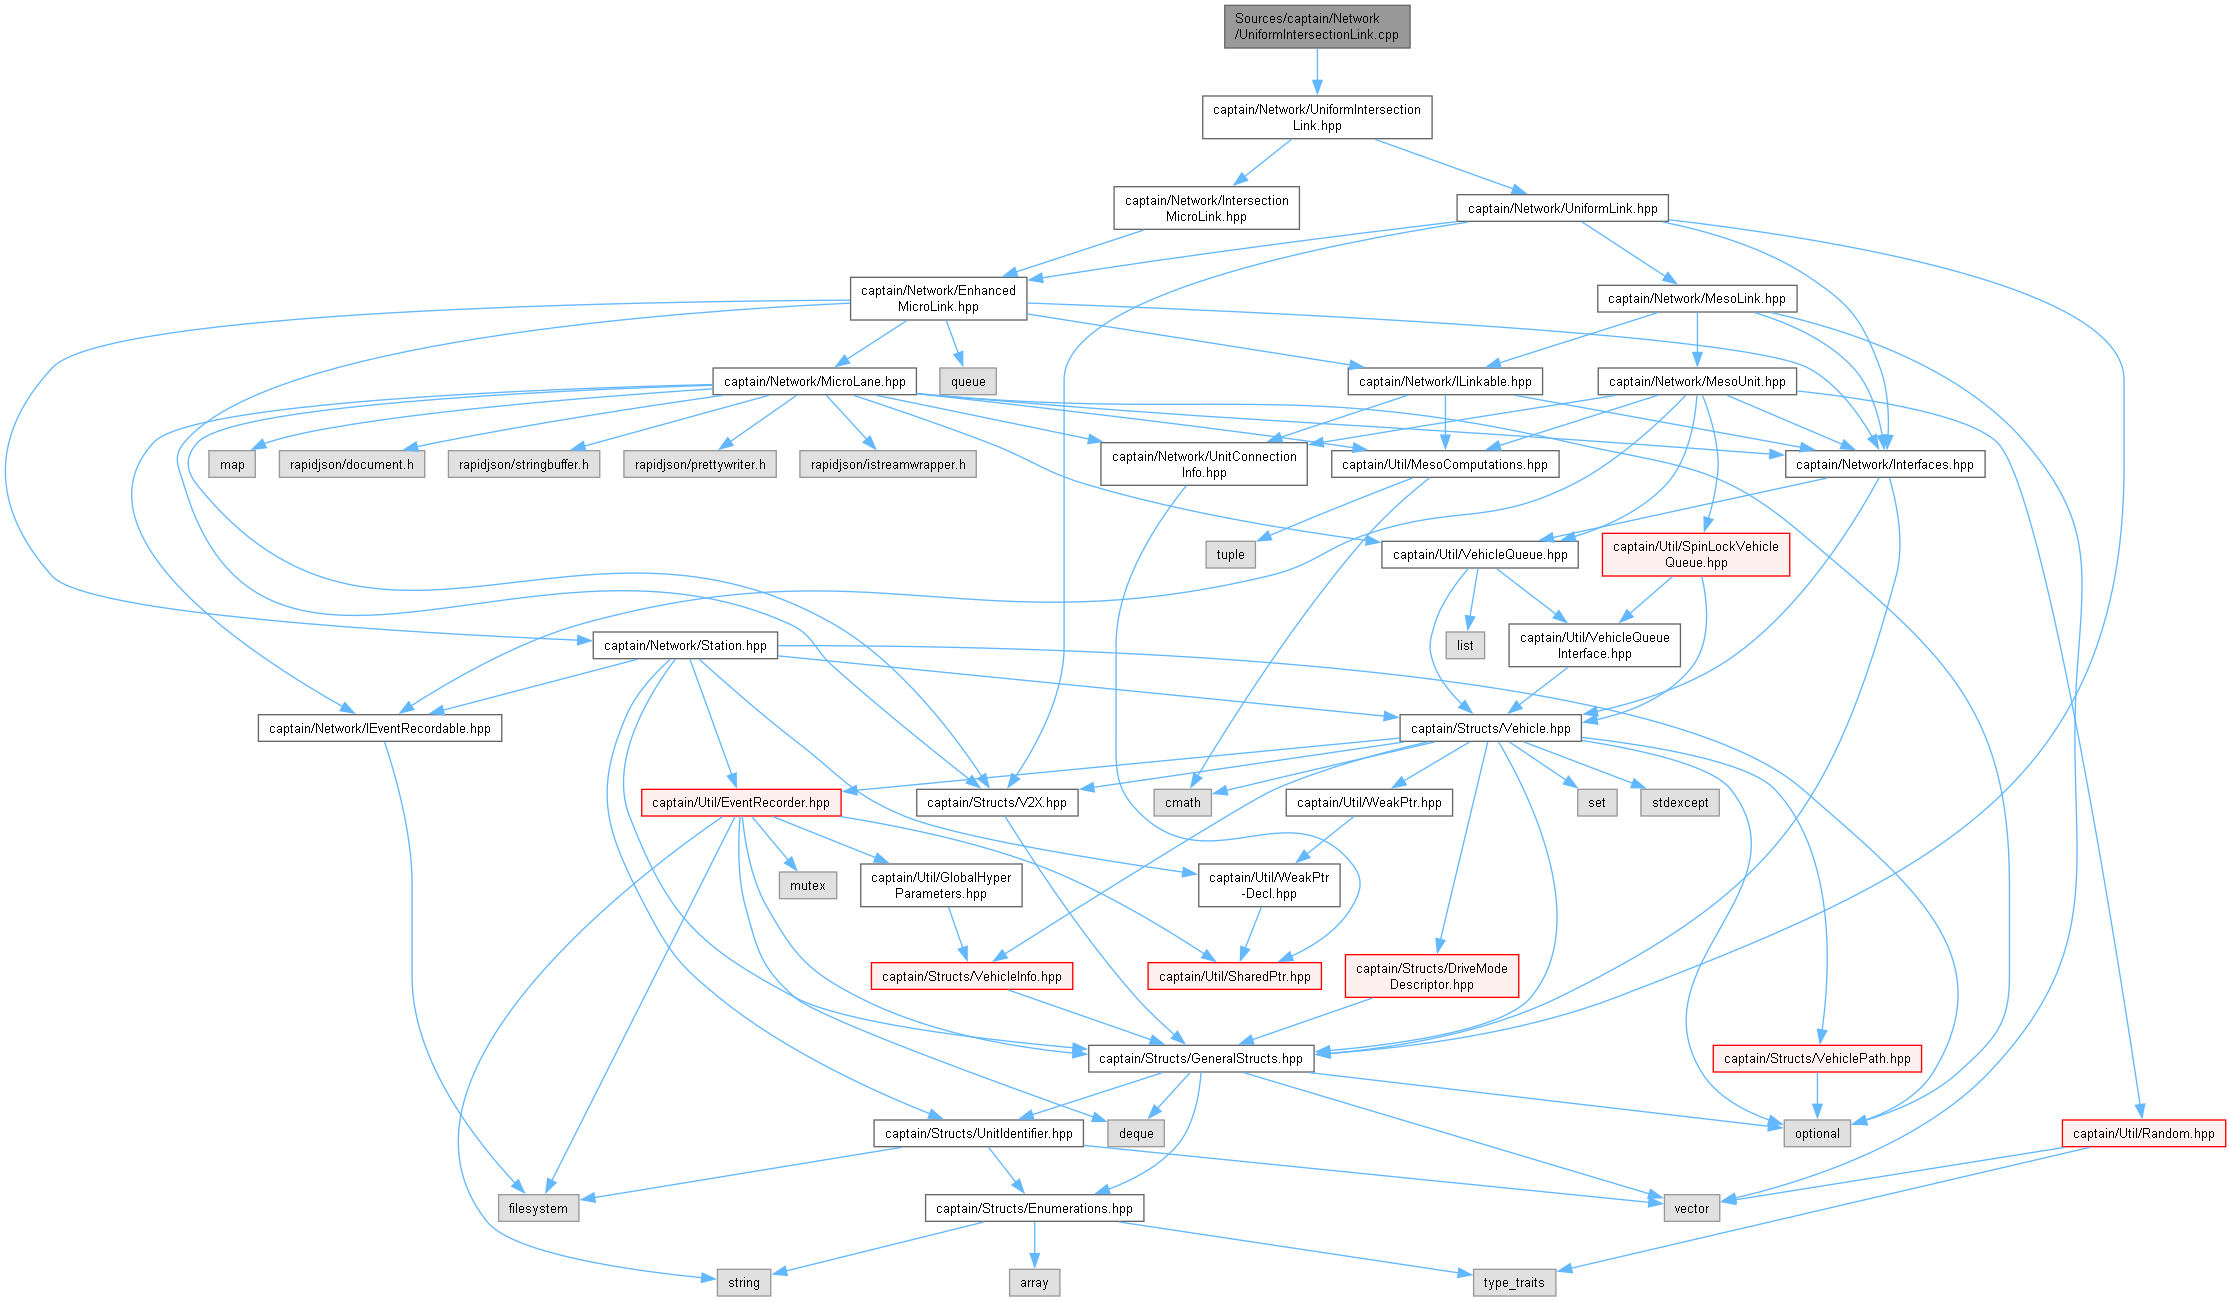 Sources/captain/Network
/UniformIntersectionLink.cpp
captain/Network/UniformIntersection
Link.hpp
captain/Network/Intersection
MicroLink.hpp
captain/Network/UniformLink.hpp
captain/Network/Enhanced
MicroLink.hpp
captain/Network/MesoLink.hpp
captain/Network/MicroLane.hpp
queue
captain/Network/ILinkable.hpp
captain/Network/MesoUnit.hpp
map
rapidjson/document.h
rapidjson/stringbuffer.h
rapidjson/prettywriter.h
rapidjson/istreamwrapper.h
captain/Network/UnitConnection
Info.hpp
captain/Util/MesoComputations.hpp
captain/Network/Interfaces.hpp
tuple
captain/Util/VehicleQueue.hpp
captain/Util/SpinLockVehicle
Queue.hpp
captain/Network/Station.hpp
list
captain/Util/VehicleQueue
Interface.hpp
captain/Network/IEventRecordable.hpp
captain/Structs/Vehicle.hpp
captain/Util/EventRecorder.hpp
captain/Structs/V2X.hpp
cmath
captain/Util/WeakPtr.hpp
set
stdexcept
mutex
captain/Util/GlobalHyper
Parameters.hpp
captain/Util/WeakPtr
-Decl.hpp
captain/Structs/VehicleInfo.hpp
captain/Util/SharedPtr.hpp
captain/Structs/DriveMode
Descriptor.hpp
captain/Structs/GeneralStructs.hpp
captain/Structs/VehiclePath.hpp
captain/Structs/UnitIdentifier.hpp
deque
optional
captain/Util/Random.hpp
filesystem
captain/Structs/Enumerations.hpp
vector
string
array
type_traits